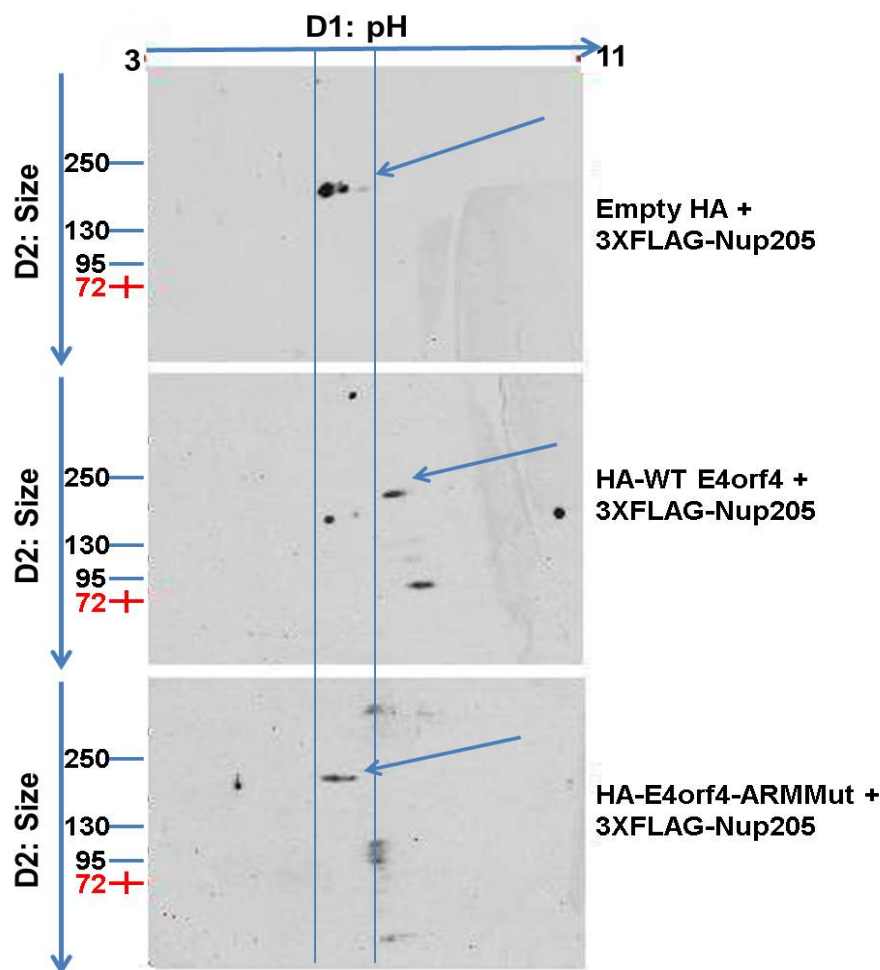 D1: pH
3
11
D2: Size
250
130
95
72
Empty HA +
3XFLAG-Nup205
D2: Size
250
130
95
72
HA-WT E4orf4 +
3XFLAG-Nup205
D2: Size
250
130
95
72
HA-E4orf4-ARMMut +
3XFLAG-Nup205